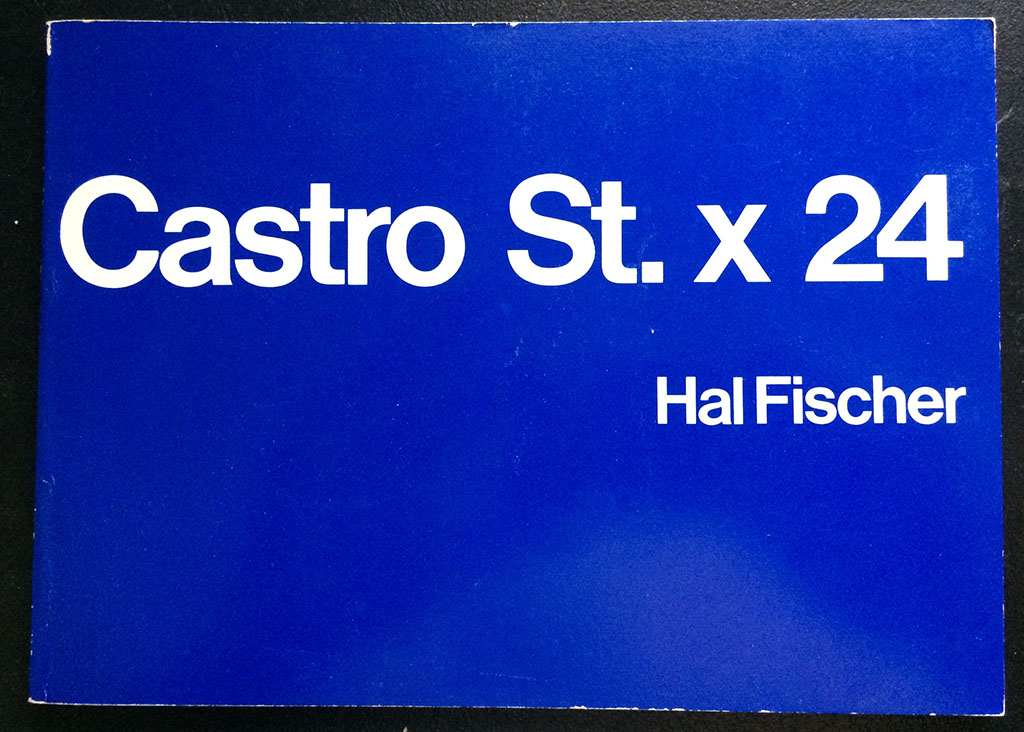 Castro St. x 24
Hal Fischer